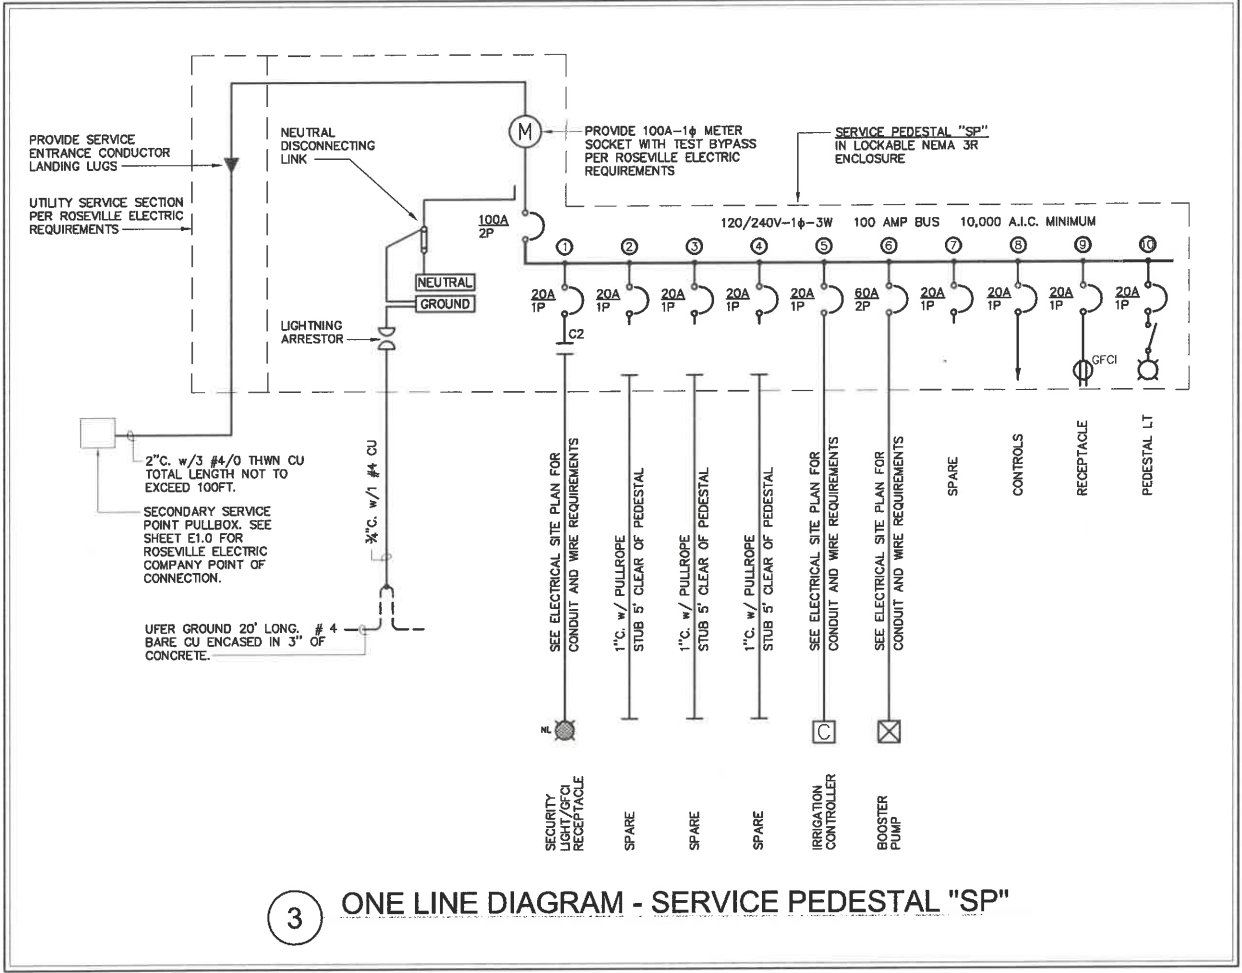 PROVIDE SERVICE
ENTRANCE CONDUCTOR
LANDING LUGS
UTILITY SERVICE SECTION
PER ROSEVILLE ELECTRIC
REQUIREMENTS
NEUTRAL
DISCONNECTING
LINK
M
PROVIDE 100A-1ϕ METER
SOCKET WITH TEST BYPASS
PER ROSEVILLE ELECTRIC
REQUIREMENTS
SERVICE PEDESTAL "SP"
IN LOCKABLE NEMA 3R
ENCLOSURE
100A
2P
120/240V-1ϕ-3W 100 AMP BUS 10,000 A.I.C. MINIMUM
1 2 3 4 5 6 7 8 9 10
NEUTRAL
GROUND
20A 20A 20A 20A 20A 60A 20A 20A 20A 20A
1P 1P 1P 1P 1P 2P 1P 1P 1P 1P
LIGHTNING
ARRESTOR
C2
GFCI
2"C. w/3 #4/0 THWN CU
TOTAL LENGTH NOT TO
EXCEED 100FT.
SECONDARY SERVICE
POINT PULLBOX. SEE
SHEET E1.0 FOR
ROSEVILLE ELECTRIC
COMPANY POINT OF
CONNECTION.
¾"C. w/1 #4 CU
UFER GROUND 20' LONG. # 4
BARE CU ENCASED IN 3" OF
CONCRETE.
SEE ELECTRICAL SITE PLAN FOR
CONDUIT AND WIRE REQUIREMENTS
1"C. w/ PULLROPE
STUB 5' CLEAR OF PEDESTAL
1"C. w/ PULLROPE
STUB 5' CLEAR OF PEDESTAL
1"C. w/ PULLROPE
STUB 5' CLEAR OF PEDESTAL
SEE ELECTRICAL SITE PLAN FOR
CONDUIT AND WIRE REQUIREMENTS
SEE ELECTRICAL SITE PLAN FOR
CONDUIT AND WIRE REQUIREMENTS
SPARE
CONTROLS
RECEPTACLE
PEDESTAL LT
NL
C
SECURITY
LIGHT/GFCI
RECEPTACLE
SPARE
SPARE
SPARE
IRRIGATION
CONTROLLER
BOOSTER
PUMP
3
ONE LINE DIAGRAM - SERVICE PEDESTAL "SP"